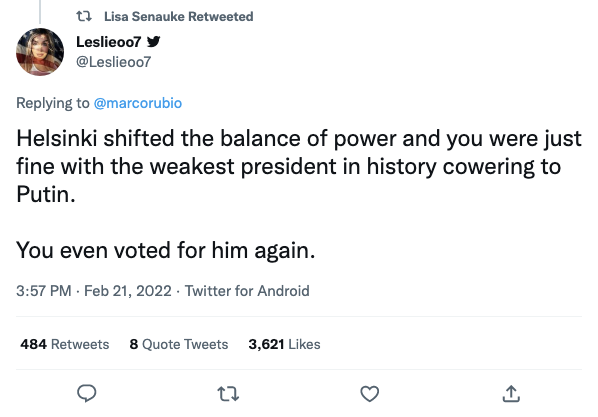 Lisa Senauke Retweeted
Leslieoo7
@Leslieoo7
Replying to @marcorubio
Helsinki shifted the balance of power and you were just
fine with the weakest president in history cowering to
Putin.
You even voted for him again.
3:57 PM · Feb 21, 2022 · Twitter for Android
484 Retweets 8 Quote Tweets 3,621 Likes